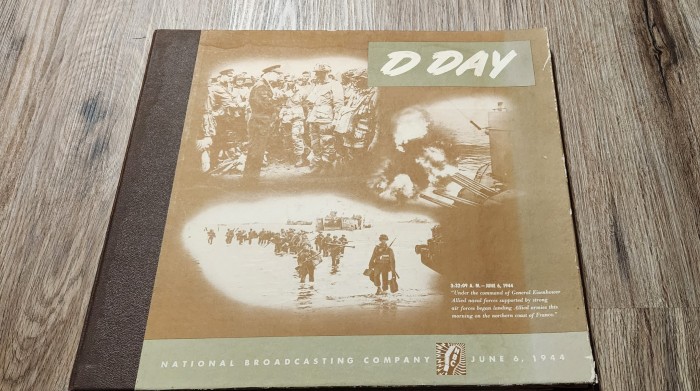 D DAY
3:32:09 A. M.—JUNE 6, 1944
"Under the command of General Eisenhower
Allied naval forces supported by strong
air forces began landing Allied armies this
morning on the northern coast of France."
NATIONAL BROADCASTING COMPANY NBC JUNE 6, 1944